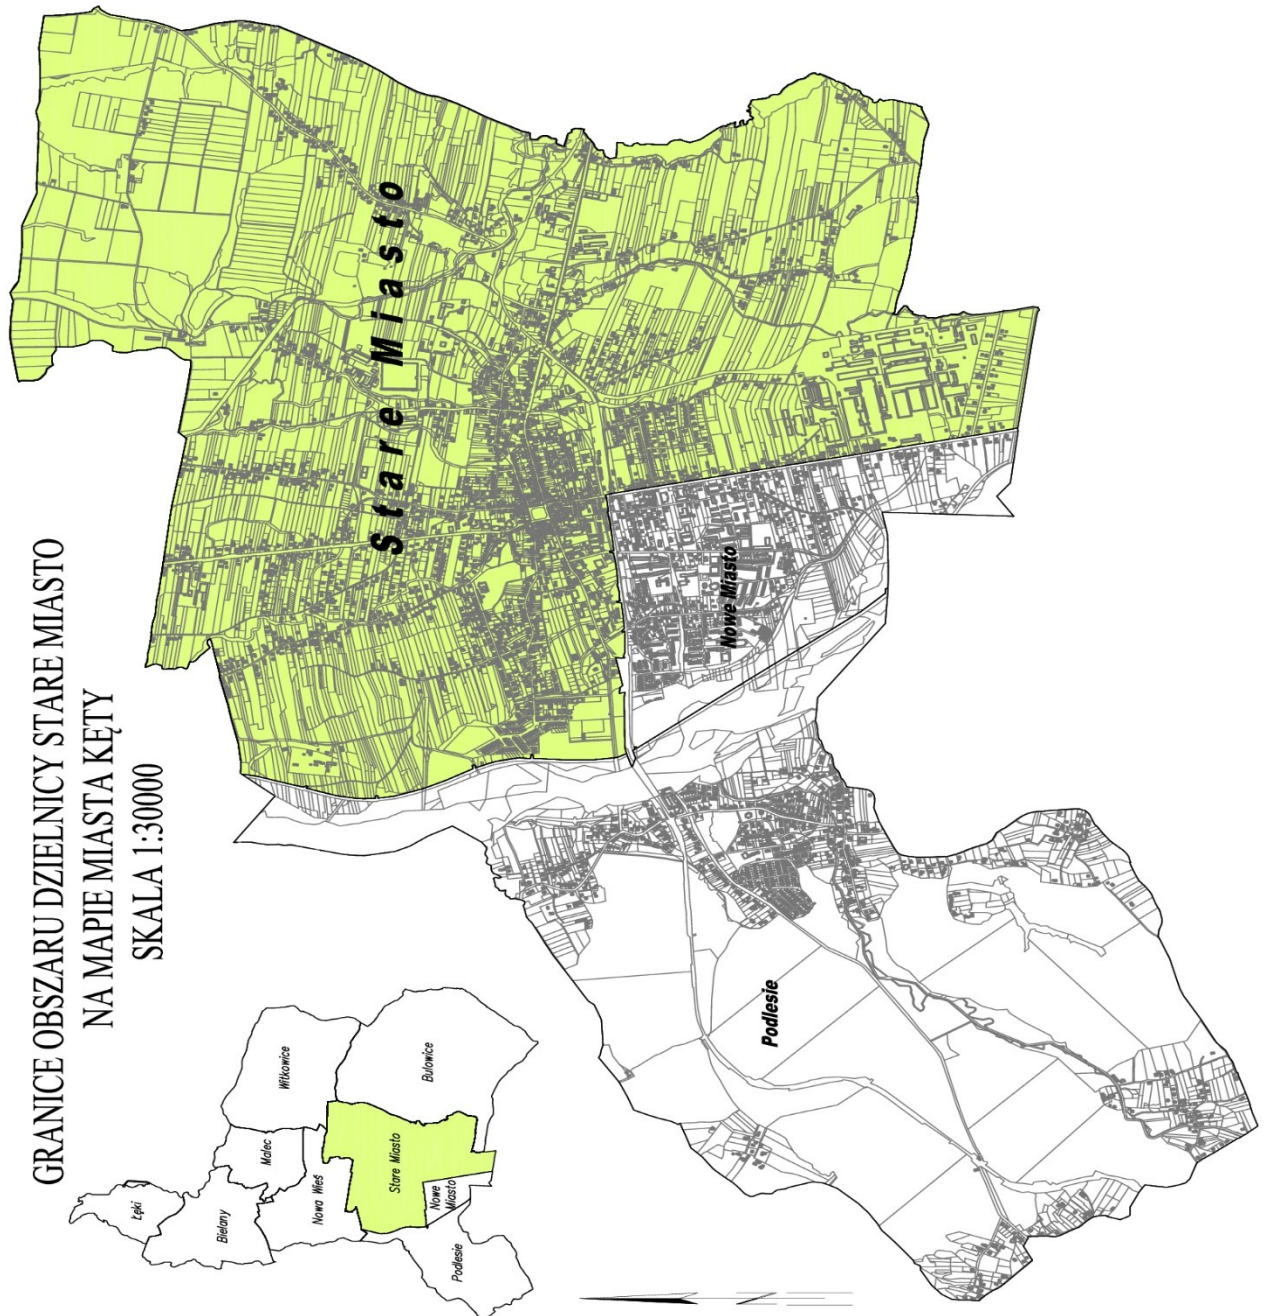 GRANICE OBSZARU DZIELNICY STARE MIASTO
NA MAPIE MIASTA KĘTY
SKALA 1:30000
Łęki
Bielany
Malec
Witkowice
Nowa Wieś
Bulowice
Stare Miasto
Nowe
Miasto
Podlesie
Stare Miasto
Nowe Miasto
Podlesie